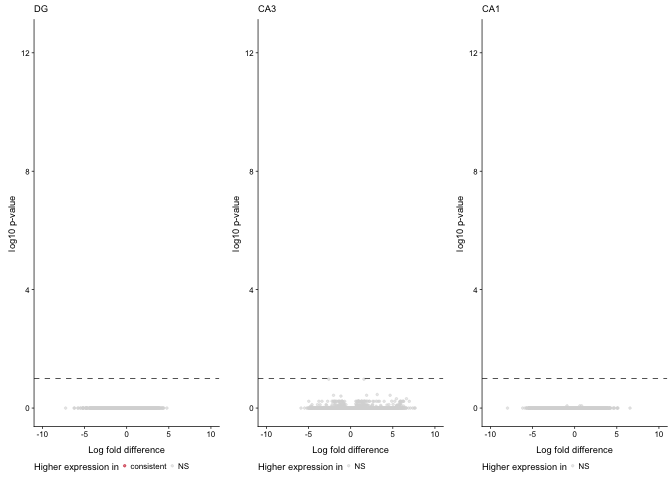 DG
CA3
CA1
12
8
4
0
log10 p-value
-10 -5 0 5 10
Log fold difference
Higher expression in consistent NS
12
8
4
0
log10 p-value
-10 -5 0 5 10
Log fold difference
Higher expression in NS
12
8
4
0
log10 p-value
-10 -5 0 5 10
Log fold difference
Higher expression in NS